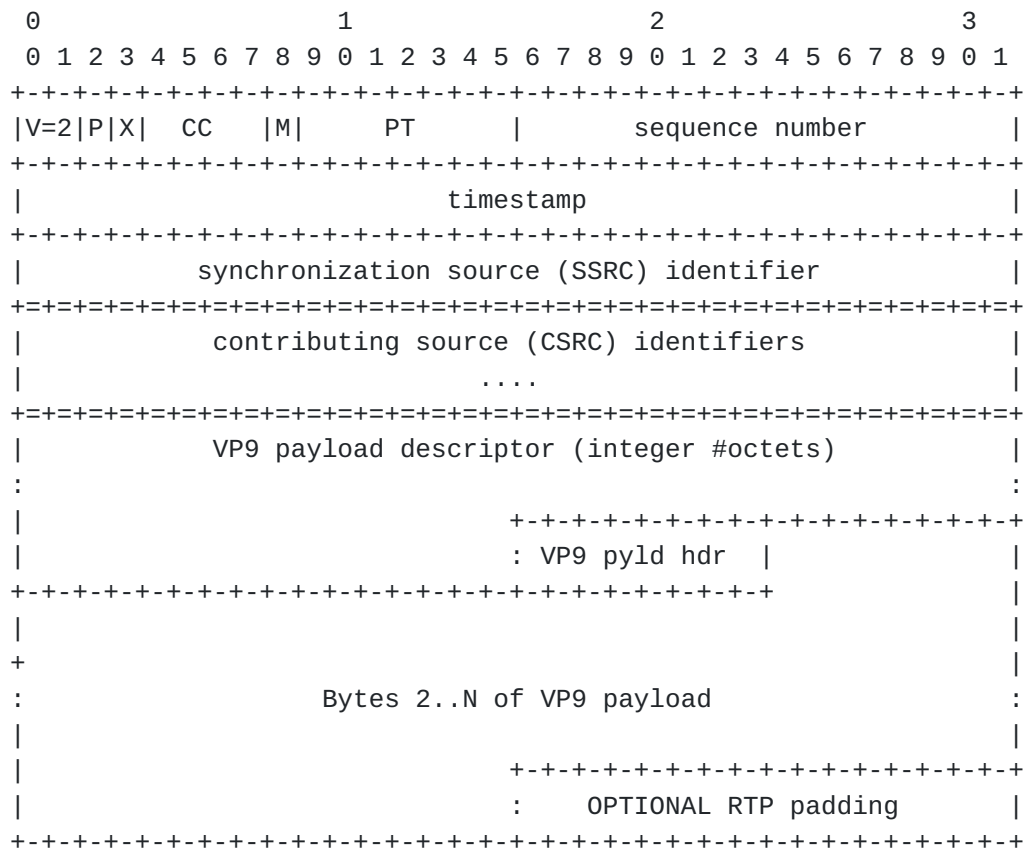 0                   1                   2                   3
 0 1 2 3 4 5 6 7 8 9 0 1 2 3 4 5 6 7 8 9 0 1 2 3 4 5 6 7 8 9 0 1
+-+-+-+-+-+-+-+-+-+-+-+-+-+-+-+-+-+-+-+-+-+-+-+-+-+-+-+-+-+-+-+-+
|V=2|P|X|  CC   |M|     PT      |       sequence number         |
+-+-+-+-+-+-+-+-+-+-+-+-+-+-+-+-+-+-+-+-+-+-+-+-+-+-+-+-+-+-+-+-+
|                           timestamp                           |
+-+-+-+-+-+-+-+-+-+-+-+-+-+-+-+-+-+-+-+-+-+-+-+-+-+-+-+-+-+-+-+-+
|           synchronization source (SSRC) identifier            |
+=+=+=+=+=+=+=+=+=+=+=+=+=+=+=+=+=+=+=+=+=+=+=+=+=+=+=+=+=+=+=+=+
|            contributing source (CSRC) identifiers             |
|                             ....                              |
+=+=+=+=+=+=+=+=+=+=+=+=+=+=+=+=+=+=+=+=+=+=+=+=+=+=+=+=+=+=+=+=+
|            VP9 payload descriptor (integer #octets)           |
:                                                               :
|                               +-+-+-+-+-+-+-+-+-+-+-+-+-+-+-+-+
|                               : VP9 pyld hdr  |               |
+-+-+-+-+-+-+-+-+-+-+-+-+-+-+-+-+-+-+-+-+-+-+-+-+               |
|                                                               |
+                                                               |
:                   Bytes 2..N of VP9 payload                   :
|                                                               |
|                               +-+-+-+-+-+-+-+-+-+-+-+-+-+-+-+-+
|                               :    OPTIONAL RTP padding       |
+-+-+-+-+-+-+-+-+-+-+-+-+-+-+-+-+-+-+-+-+-+-+-+-+-+-+-+-+-+-+-+-+